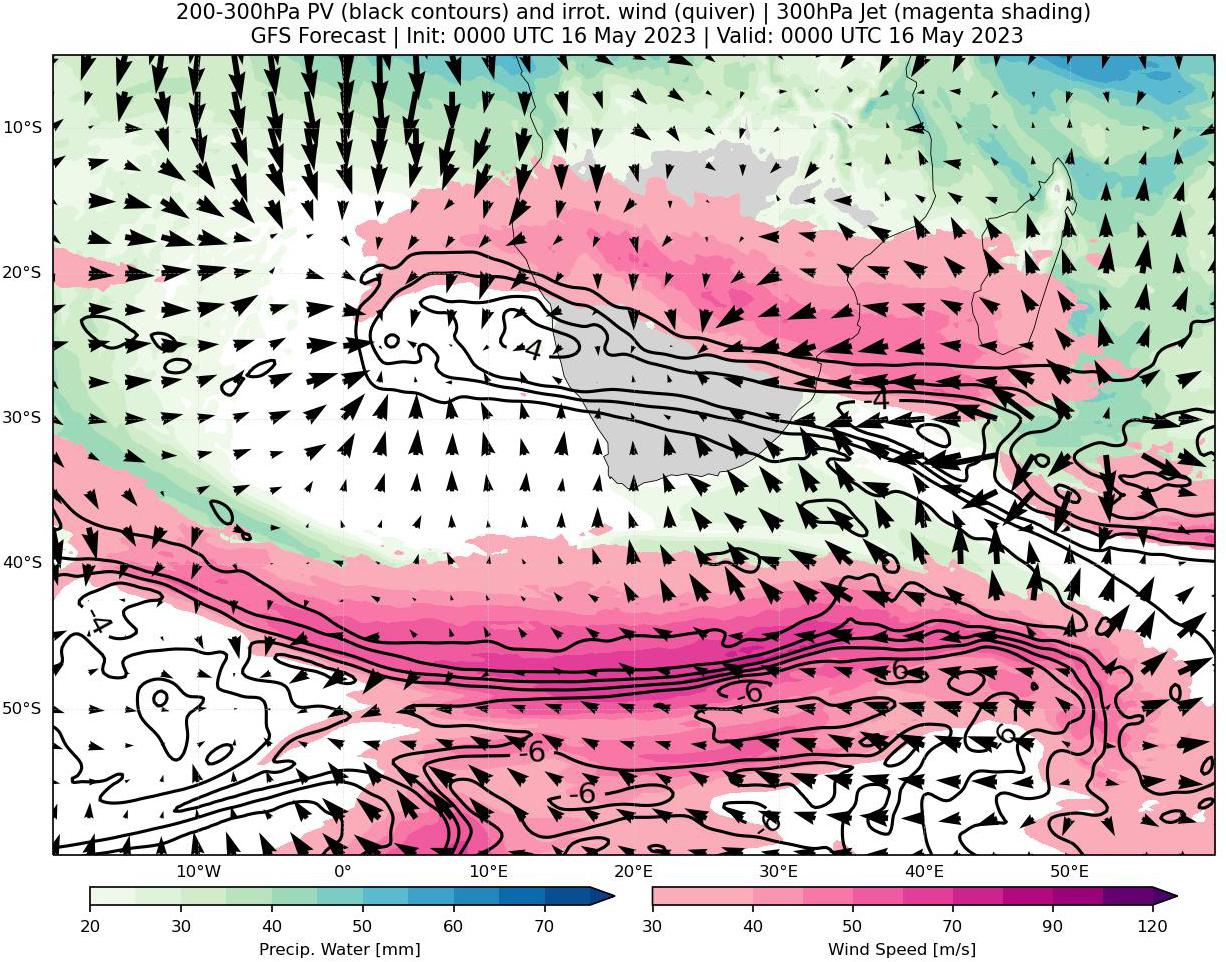 200-300hPa PV (black contours) and irrot. wind (quiver) | 300hPa Jet (magenta shading)
GFS Forecast | Init: 0000 UTC 16 May 2023 | Valid: 0000 UTC 16 May 2023
10°S
20°S
-4
-4
30°S
40°S
-4
-6
-6
50°S
-6
-6
-6
-6
10°W 0° 10°E 20°E 30°E 40°E 50°E
20 30 40 50 60 70 30 40 50 70 90 120
Precip. Water [mm] Wind Speed [m/s]